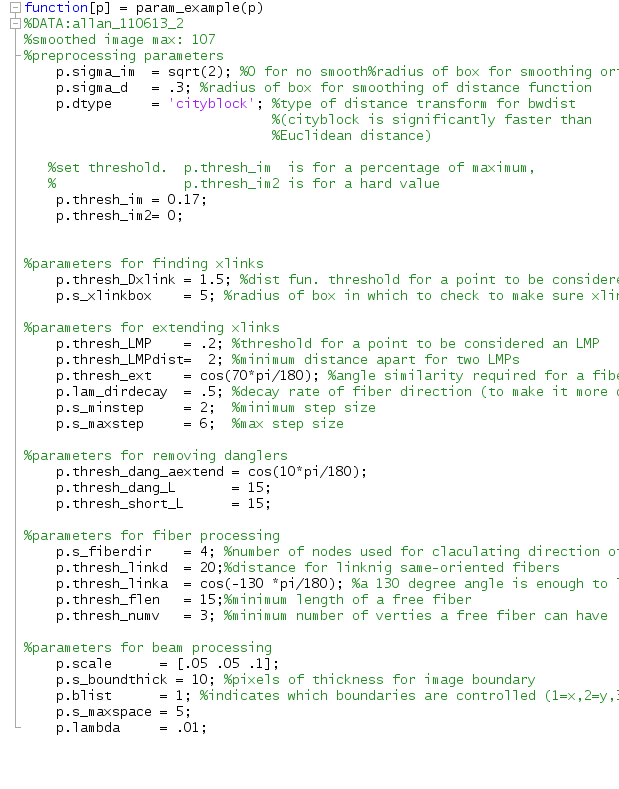 function[p] = param_example(p)
%DATA:allan_110613_2
%smoothed image max: 107
%preprocessing parameters
p.sigma_im = sqrt(2); %0 for no smooth%radius of box for smoothing ori
p.sigma_d = .3; %radius of box for smoothing of distance function
p.dtype = 'cityblock'; %type of distance transform for bwdist
%(cityblock is significantly faster than
%Euclidean distance)
%set threshold. p.thresh_im is for a percentage of maximum,
% p.thresh_im2 is for a hard value
p.thresh_im = 0.17;
p.thresh_im2= 0;
%parameters for finding xlinks
p.thresh_Dxlink = 1.5; %dist fun. threshold for a point to be considere
p.s_xlinkbox = 5; %radius of box in which to check to make sure xlin
%parameters for extending xlinks
p.thresh_LMP = .2; %threshold for a point to be considered an LMP
p.thresh_LMPdist= 2; %minimum distance apart for two LMPs
p.thresh_ext = cos(70*pi/180); %angle similarity required for a fibe
p.lam_dirdecay = .5; %decay rate of fiber direction (to make it more
p.s_minstep = 2; %minimum step size
p.s_maxstep = 6; %max step size
%parameters for removing danglers
p.thresh_dang_aextend = cos(10*pi/180);
p.thresh_dang_L = 15;
p.thresh_short_L = 15;
%parameters for fiber processing
p.s_fiberdir = 4; %number of nodes used for claculating direction of
p.thresh_linkd = 20;%distance for linknig same-oriented fibers
p.thresh_linka = cos(-130 *pi/180); %a 130 degree angle is enough to
p.thresh_flen = 15;%minimum length of a free fiber
p.thresh_numv = 3; %minimum number of verties a free fiber can have
%parameters for beam processing
p.scale = [.05 .05 .1];
p.s_boundthick = 10; %pixels of thickness for image boundary
p.blist = 1; %indicates which boundaries are controlled (1=x,2=y,3
p.s_maxspace = 5;
p.lambda = .01;